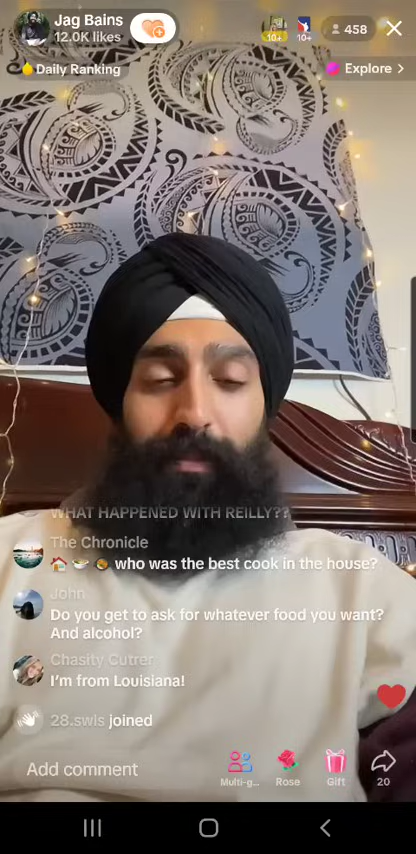 Jag Bains
12.0K likes
10+
10+
458
Daily Ranking
Explore >
WHAT HAPPENED WITH REILLY??
The Chronicle
🏠 🍲 🥘 who was the best cook in the house?
John
Do you get to ask for whatever food you want?
And alcohol?
Chasity Cutrer
I'm from Louisiana!
28.swls joined
Add comment
Multi-g...
Rose
Gift
20